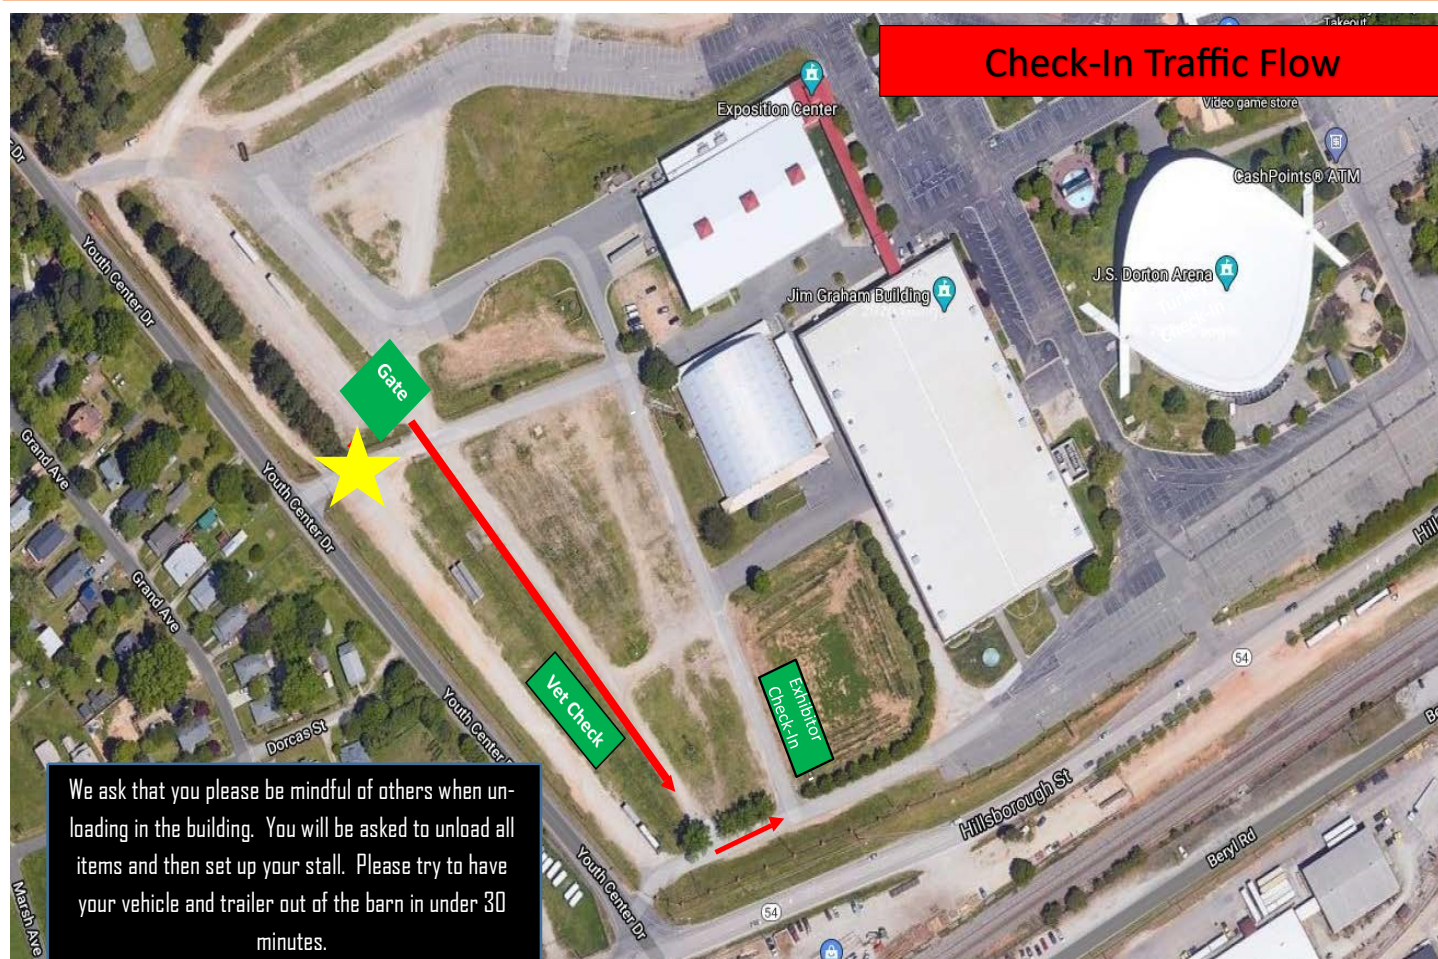 Check-In Traffic Flow
Takeout
Video game store
Exposition Center
CashPoints® ATM
J.S. Dorton Arena
Jim Graham Building
Dr
Youth Center Dr
Gate
Grand Ave
Youth Center Dr
Grand Ave
54
Vet Check
Exhibitor
Check-In
Dorcas St
Youth Center
Hillsborough St
Beryl Rd
Youth Center Dr
54
Marsh Ave
We ask that you please be mindful of others when un-
loading in the building. You will be asked to unload all
items and then set up your stall. Please try to have
your vehicle and trailer out of the barn in under 30
minutes.